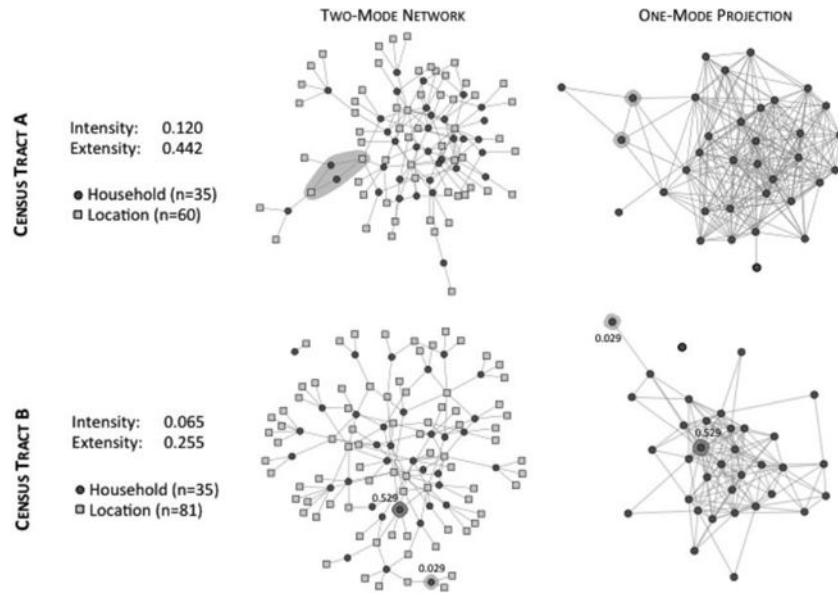 TWO-MODE NETWORK
ONE-MODE PROJECTION
CENSUS TRACT A
Intensity: 0.120
Extensity: 0.442
Household (n=35)
Location (n=60)
CENSUS TRACT B
Intensity: 0.065
Extensity: 0.255
Household (n=35)
Location (n=81)
0.529
0.029
0.029
0.529